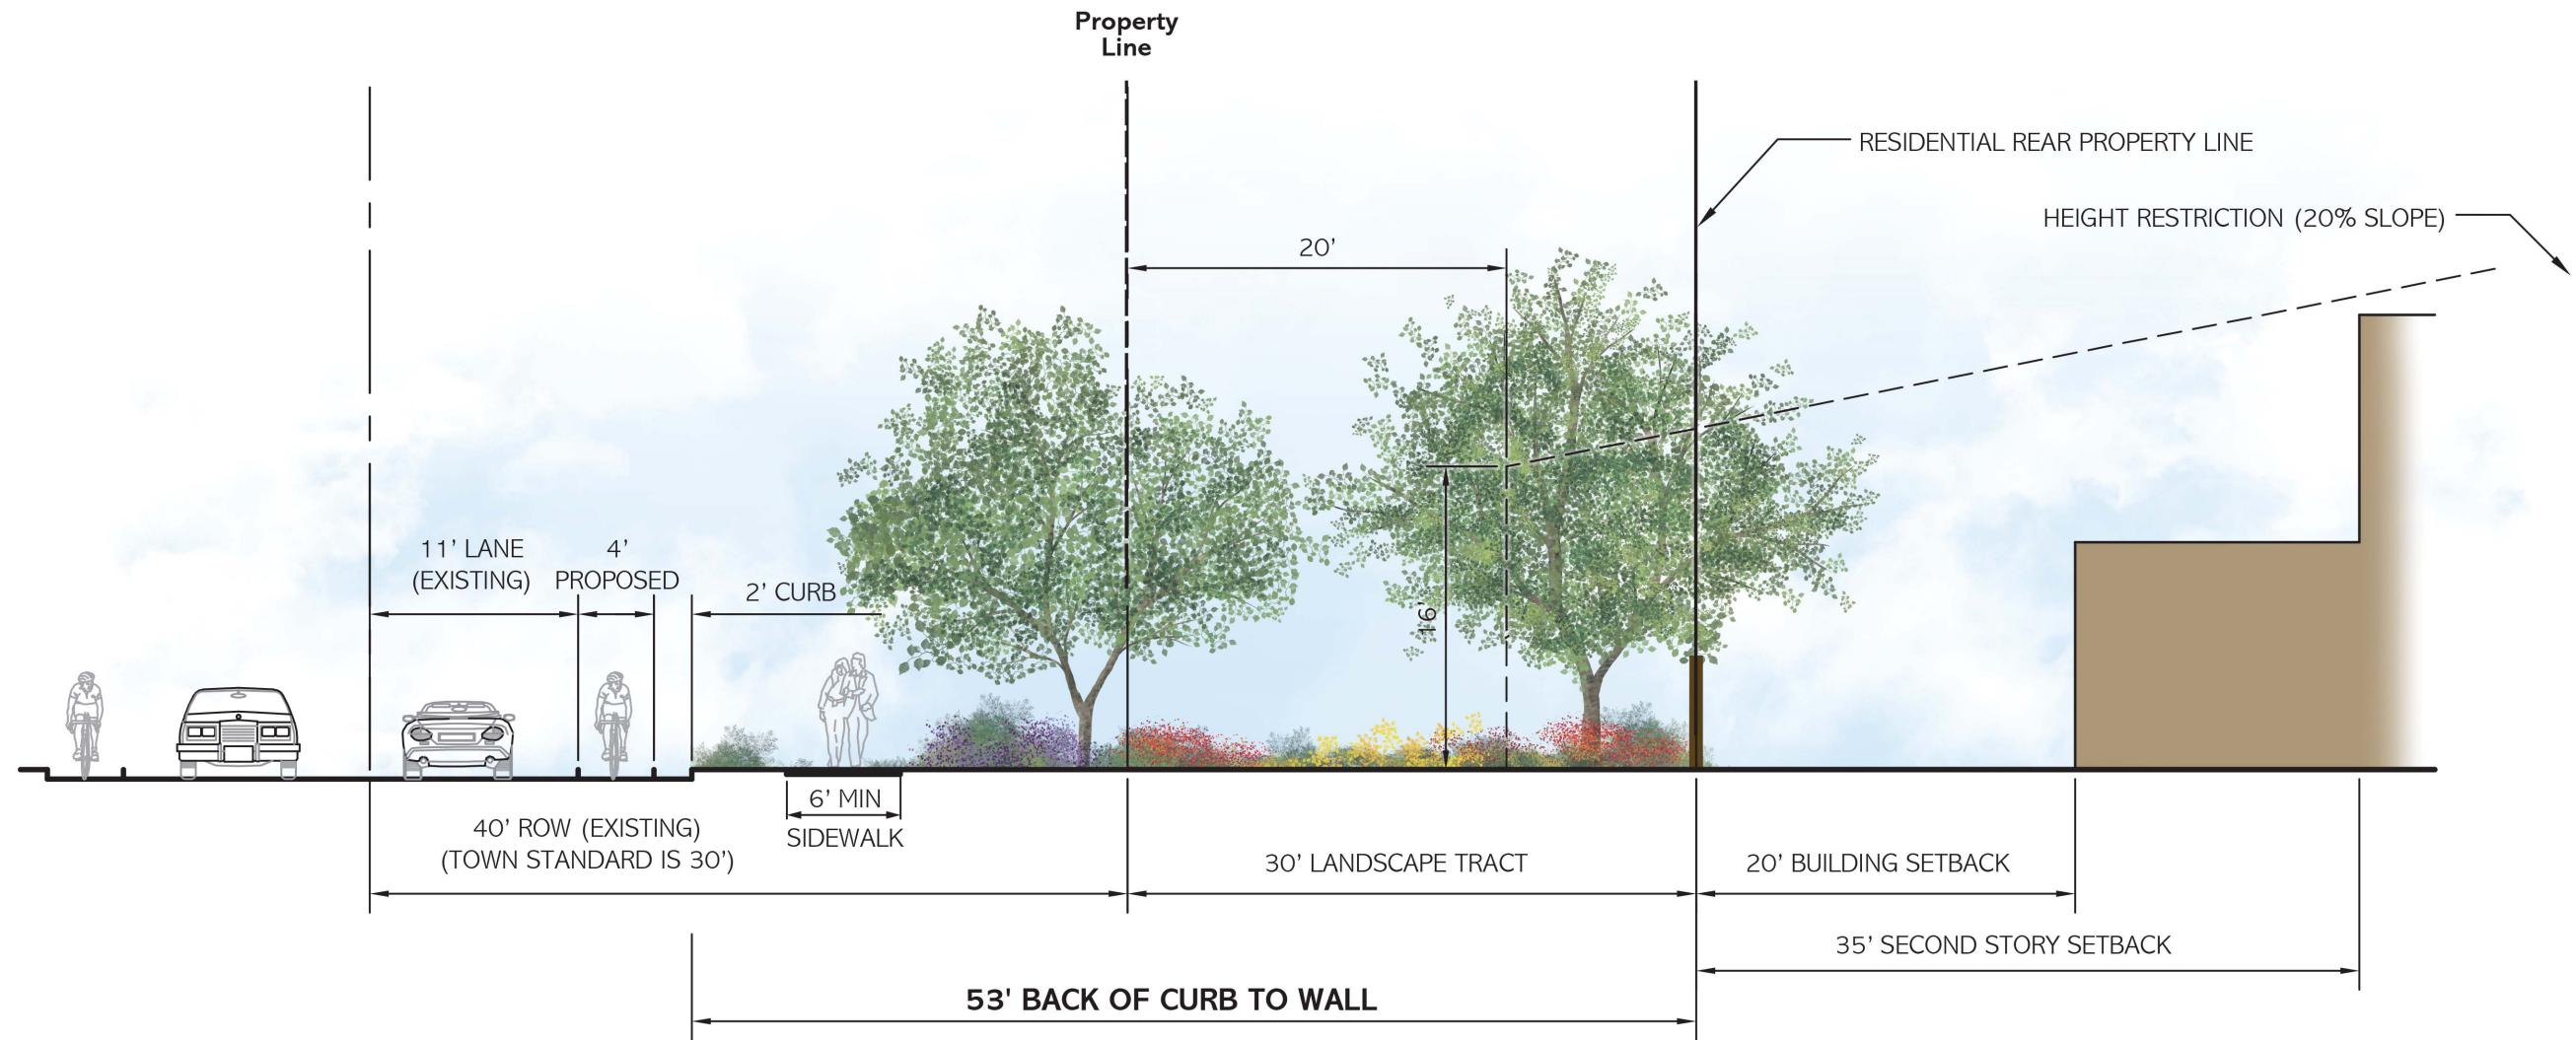 Property
Line
RESIDENTIAL REAR PROPERTY LINE
HEIGHT RESTRICTION (20% SLOPE)
20’
11’ LANE
(EXISTING)
4’
PROPOSED
2’ CURB
16’
6’ MIN
SIDEWALK
40’ ROW (EXISTING)
(TOWN STANDARD IS 30’)
30’ LANDSCAPE TRACT
20’ BUILDING SETBACK
35’ SECOND STORY SETBACK
53' BACK OF CURB TO WALL